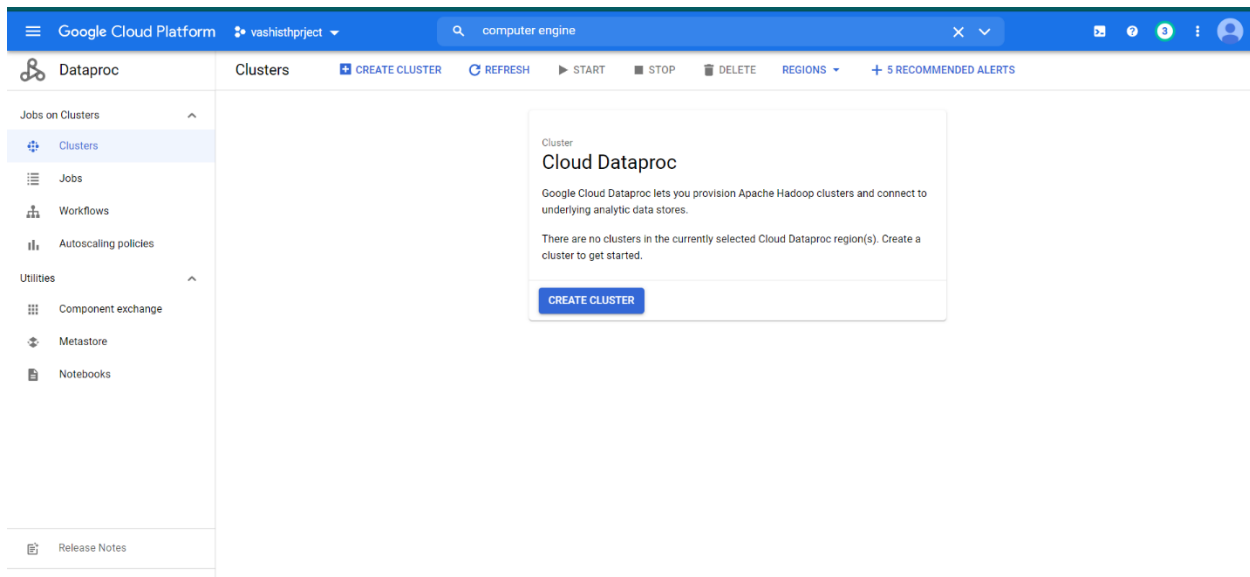 Google Cloud Platform vashisthprject computer engine 3
Dataproc
Clusters CREATE CLUSTER REFRESH START STOP DELETE REGIONS + 5 RECOMMENDED ALERTS
Jobs on Clusters
Clusters
Jobs
Workflows
Autoscaling policies
Utilities
Component exchange
Metastore
Notebooks
Release Notes
Cluster
Cloud Dataproc
Google Cloud Dataproc lets you provision Apache Hadoop clusters and connect to
underlying analytic data stores.
There are no clusters in the currently selected Cloud Dataproc region(s). Create a
cluster to get started.
CREATE CLUSTER